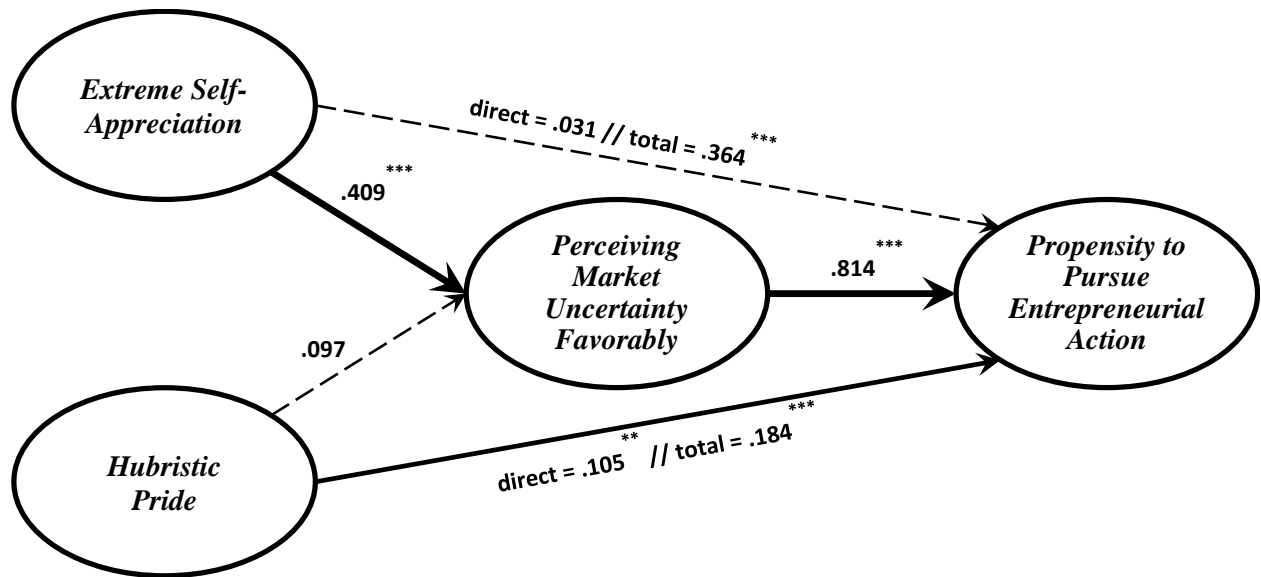 Extreme Self-
Appreciation
direct = .031 // total = .364***
.409***
Perceiving
Market
Uncertainty
Favorably
.814***
Propensity to
Pursue
Entrepreneurial
Action
.097
Hubristic
Pride
direct = .105** // total = .184***